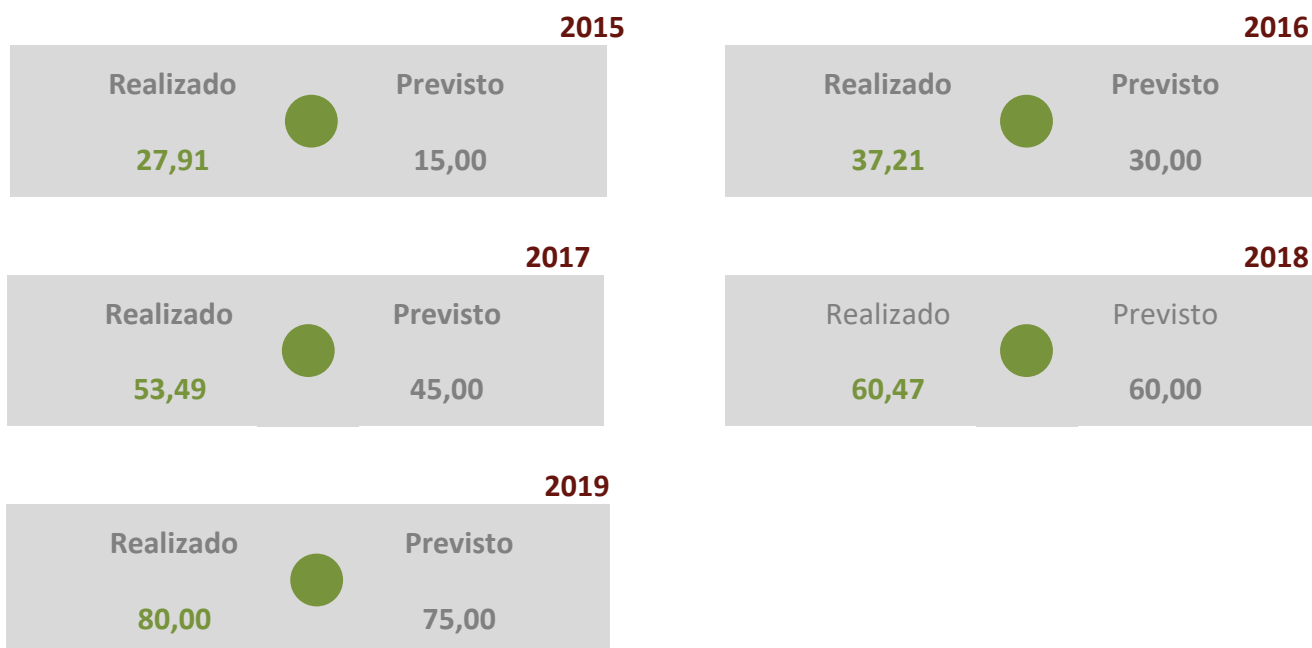 2015
Realizado Previsto
27,91 15,00
2016
Realizado Previsto
37,21 30,00
2017
Realizado Previsto
53,49 45,00
2018
Realizado Previsto
60,47 60,00
2019
Realizado Previsto
80,00 75,00